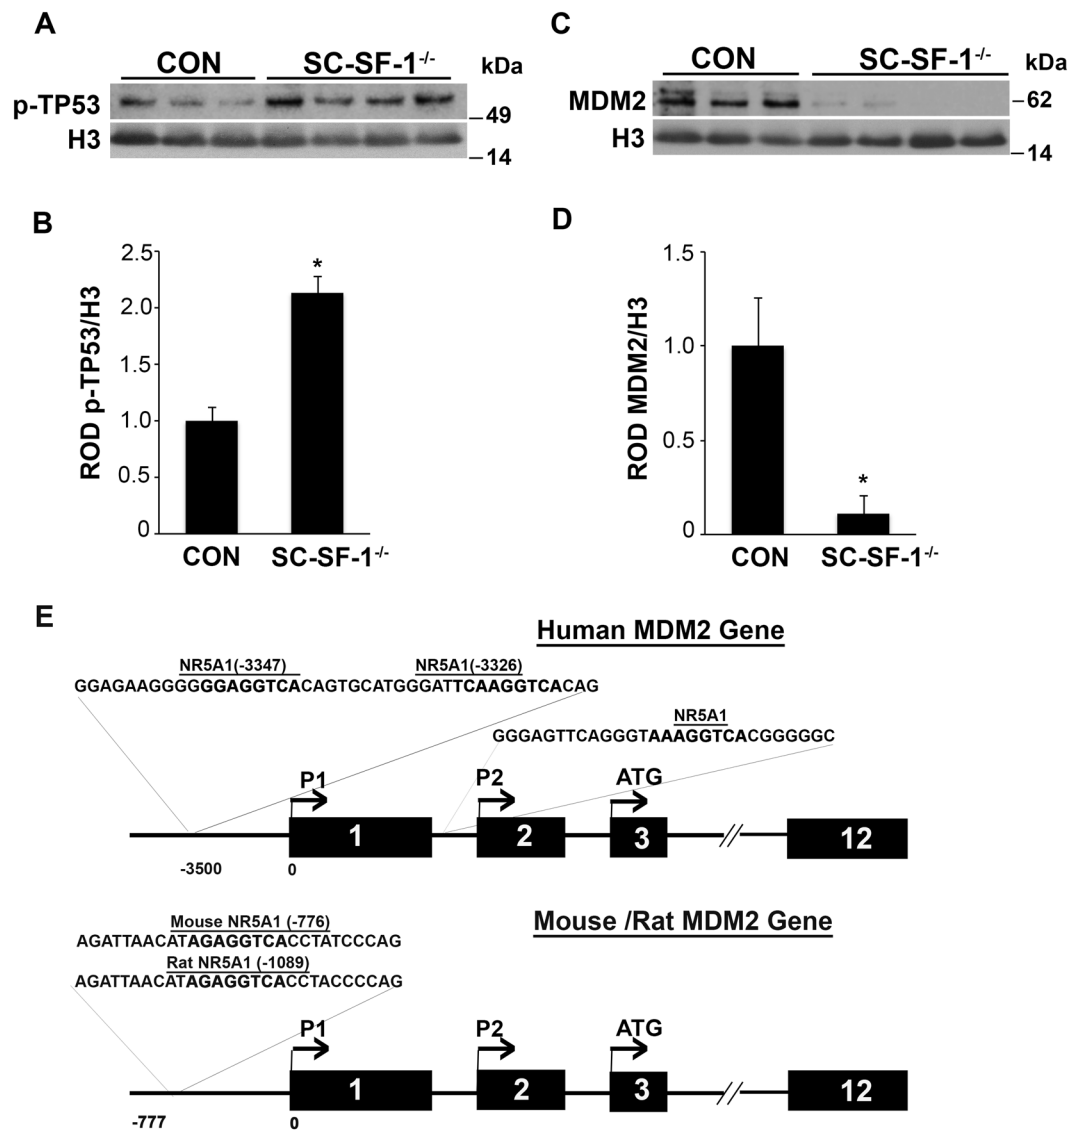 A
CON SC-SF-1-/- kDa
p-TP53
49
H3
14
B
2.5
2.0
1.5
1.0
0.5
0
ROD p-TP53/H3
*
CON SC-SF-1-/-
C
CON SC-SF-1-/- kDa
MDM2 62
H3
14
D
1.5
1.0
0.5
0
ROD MDM2/H3
*
CON SC-SF-1-/-
E
Human MDM2 Gene
NR5A1(-3347) NR5A1(-3326)
GGAGAAGGGGGGAGGTCACAGTGCATGGGATTCAAGGTCACAG
NR5A1
GGGAGTTCAGGGTAAAGGTCACGGGGGC
P1 P2 ATG
1 2 3 12
-3500 0
Mouse /Rat MDM2 Gene
Mouse NR5A1 (-776)
AGATTAACATAGAGGTCACCTATCCCAG
Rat NR5A1 (-1089)
AGATTAACATAGAGGTCACCTACCCCAG
P1 P2 ATG
1 2 3 12
-777 0